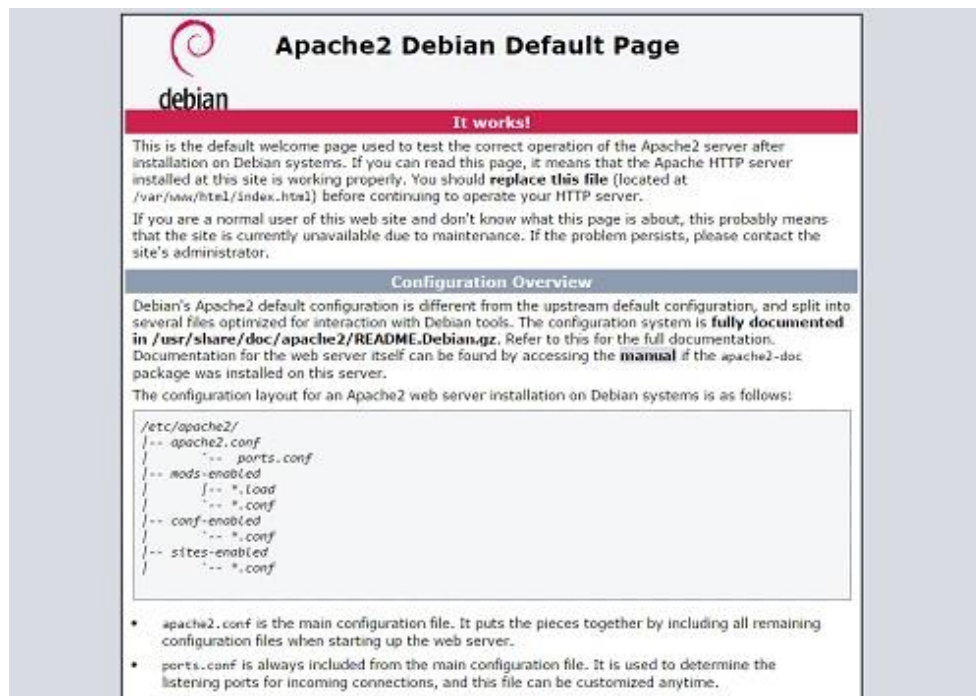 Apache2 Debian Default Page
debian
It works!
This is the default welcome page used to test the correct operation of the Apache2 server after
installation on Debian systems. If you can read this page, it means that the Apache HTTP server
installed at this site is working properly. You should replace this file (located at
/var/www/html/index.html) before continuing to operate your HTTP server.
If you are a normal user of this web site and don't know what this page is about, this probably means
that the site is currently unavailable due to maintenance. If the problem persists, please contact the
site's administrator.
Configuration Overview
Debian's Apache2 default configuration is different from the upstream default configuration, and split into
several files optimized for interaction with Debian tools. The configuration system is fully documented
in /usr/share/doc/apache2/README.Debian.gz. Refer to this for the full documentation.
Documentation for the web server itself can be found by accessing the manual if the apache2-doc
package was installed on this server.
The configuration layout for an Apache2 web server installation on Debian systems is as follows:
/etc/apache2/
|-- apache2.conf
|       `--  ports.conf
|-- mods-enabled
|       |-- *.load
|       `-- *.conf
|-- conf-enabled
|       `-- *.conf
|-- sites-enabled
|       `-- *.conf
• apache2.conf is the main configuration file. It puts the pieces together by including all remaining
configuration files when starting up the web server.
• ports.conf is always included from the main configuration file. It is used to determine the
listening ports for incoming connections, and this file can be customized anytime.